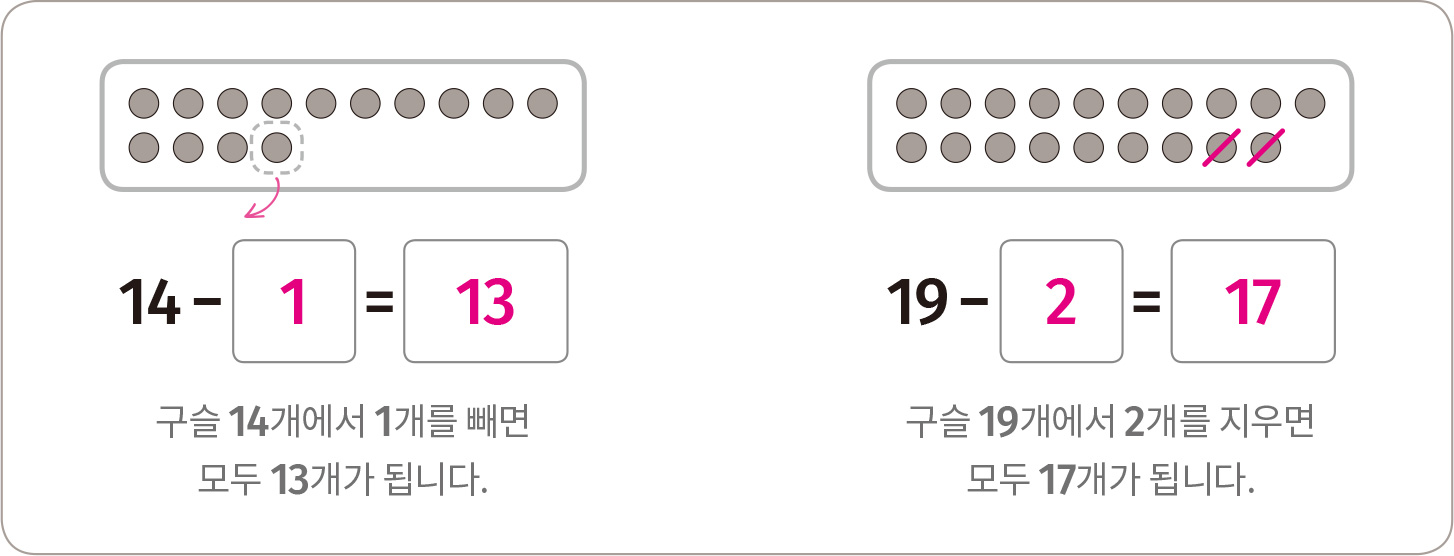 14 − 1 = 13
구슬 14개에서 1개를 빼면
모두 13개가 됩니다.
19 − 2 = 17
구슬 19개에서 2개를 지우면
모두 17개가 됩니다.